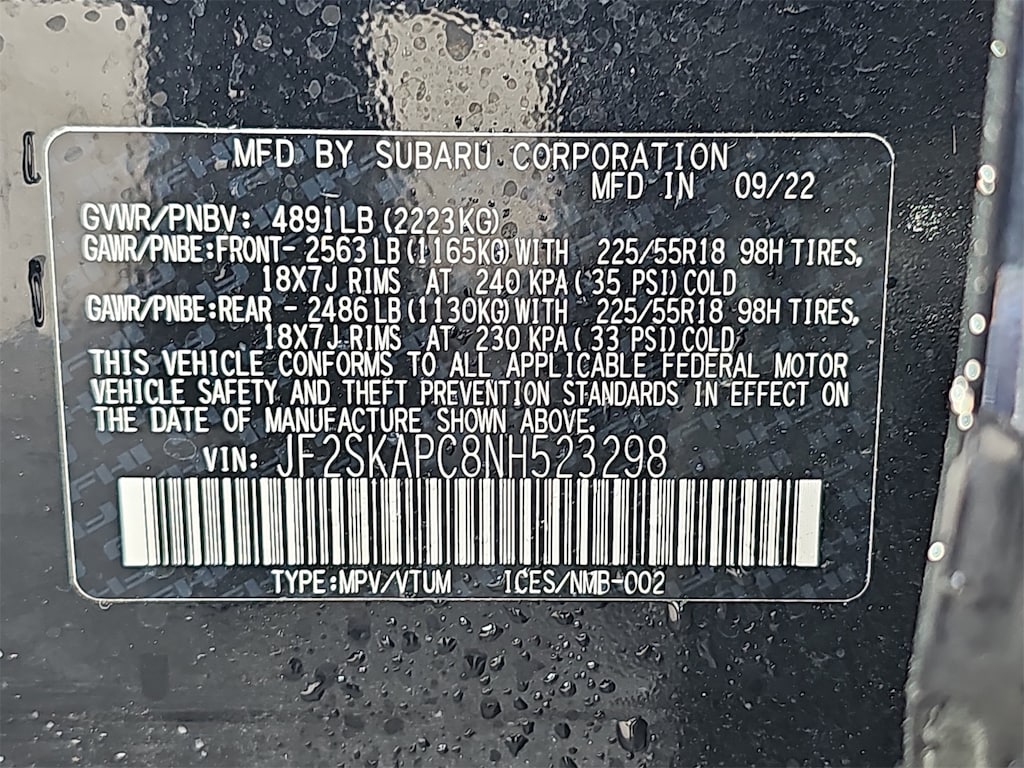 MFD BY SUBARU CORPORATION
MFD IN 09/22
GVWR/PNBV: 4891LB (2223KG)
GAWR/PNBE:FRONT- 2563 LB (1165KG) WITH 225/55R18 98H TIRES,
18X7J RIMS AT 240 KPA ( 35 PSI) COLD
GAWR/PNBE:REAR - 2486 LB (1130KG) WITH 225/55R18 98H TIRES,
18X7J RIMS AT 230 KPA ( 33 PSI) COLD
THIS VEHICLE CONFORMS TO ALL APPLICABLE FEDERAL MOTOR
VEHICLE SAFETY AND THEFT PREVENTION STANDARDS IN EFFECT ON
THE DATE OF MANUFACTURE SHOWN ABOVE.
VIN: JF2SKAPC8NH523298
TYPE:MPV/VTUM ICES/NMB-002